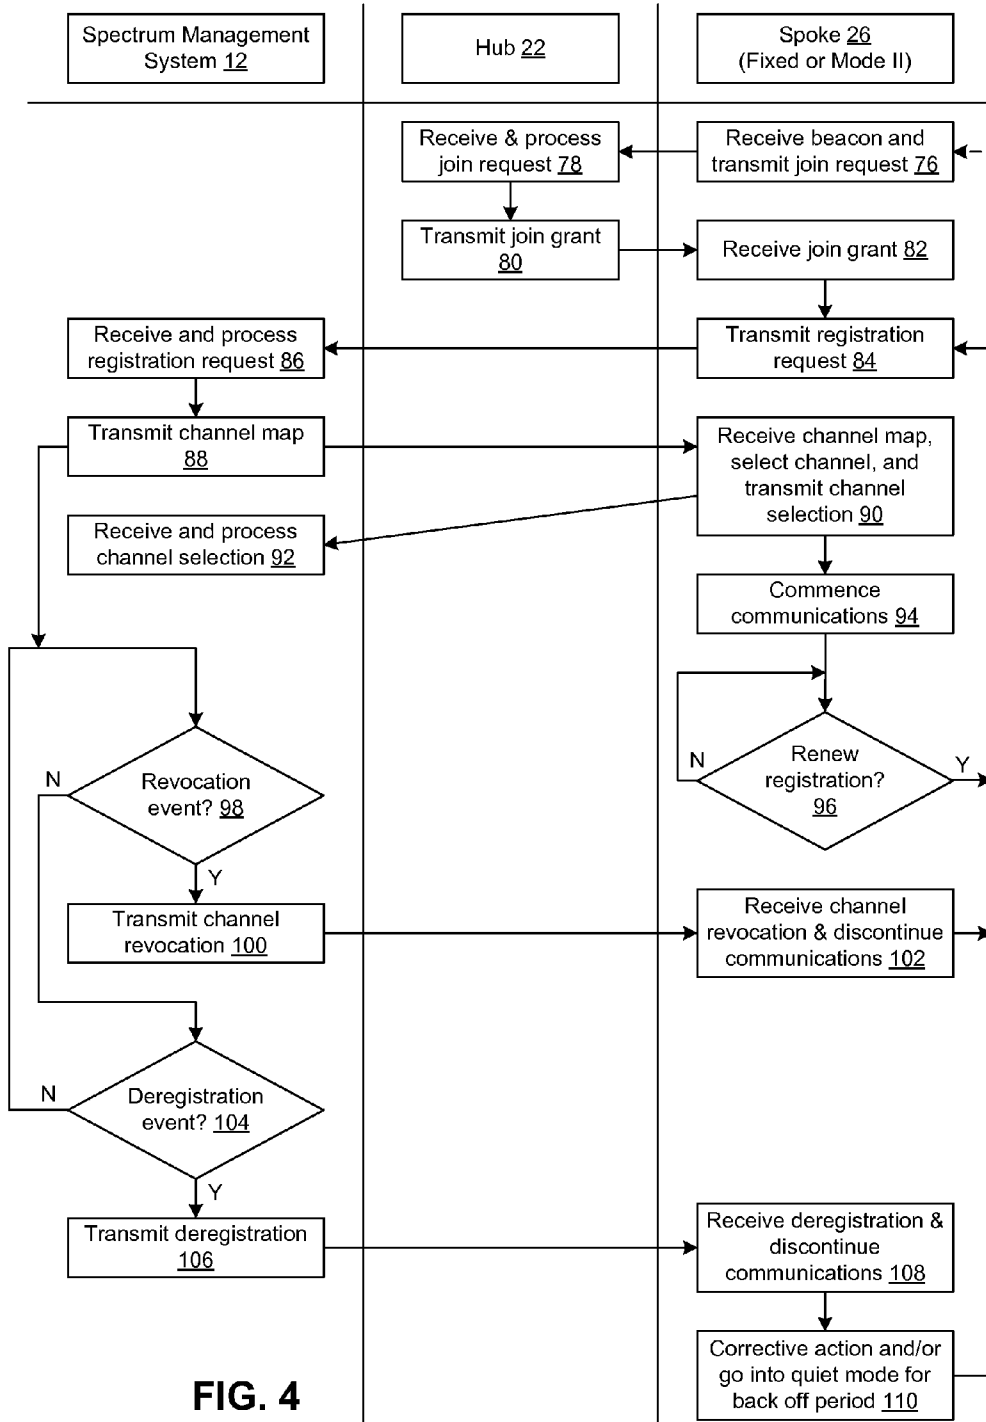 Spectrum Management
System 12
Hub 22
Spoke 26
(Fixed or Mode II)
Receive & process
join request 78
Receive beacon and
transmit join request 76
Transmit join grant
80
Receive join grant 82
Receive and process
registration request 86
Transmit registration
request 84
Transmit channel map
88
Receive channel map,
select channel, and
transmit channel
selection 90
Receive and process
channel selection 92
Commence
communications 94
N
Revocation
event? 98
Y
N
Renew
registration?
96
Y
Transmit channel
revocation 100
Receive channel
revocation & discontinue
communications 102
N
Deregistration
event? 104
Y
Transmit deregistration
106
Receive deregistration &
discontinue
communications 108
Corrective action and/or
go into quiet mode for
back off period 110
FIG. 4